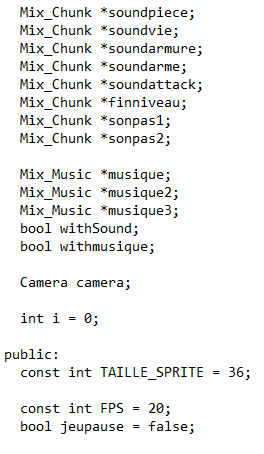 Mix_Chunk *soundpiece;
Mix_Chunk *soundvie;
Mix_Chunk *soundarmure;
Mix_Chunk *soundarme;
Mix_Chunk *soundattack;
Mix_Chunk *finniveau;
Mix_Chunk *sonpas1;
Mix_Chunk *sonpas2;
Mix_Music *musique;
Mix_Music *musique2;
Mix_Music *musique3;
bool withSound;
bool withmusique;
Camera camera;
int i = 0;
public:
const int TAILLE_SPRITE = 36;
const int FPS = 20;
bool jeupause = false;